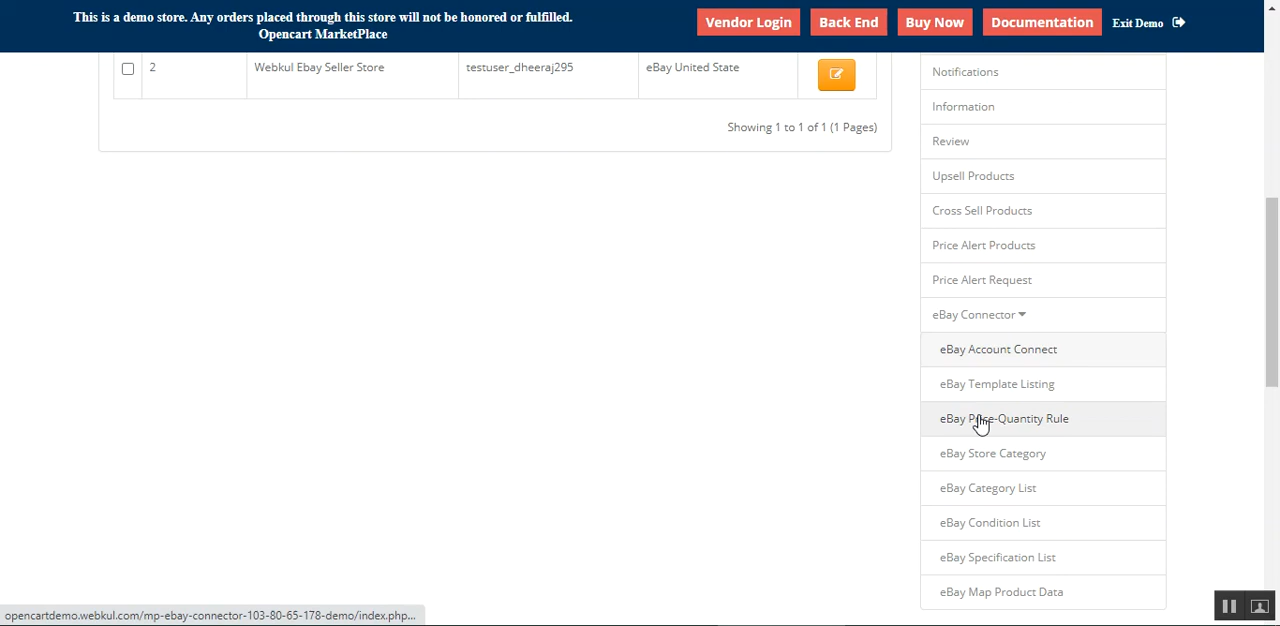 This is a demo store. Any orders placed through this store will not be honored or fulfilled.
Opencart MarketPlace
Vendor Login
Back End
Buy Now
Documentation
Exit Demo
2
Webkul Ebay Seller Store
testuser_dheeraj295
eBay United State
Showing 1 to 1 of 1 (1 Pages)
Notifications
Information
Review
Upsell Products
Cross Sell Products
Price Alert Products
Price Alert Request
eBay Connector
eBay Account Connect
eBay Template Listing
eBay Price-Quantity Rule
eBay Store Category
eBay Category List
eBay Condition List
eBay Specification List
eBay Map Product Data
opencartdemo.webkul.com/mp-ebay-connector-103-80-65-178-demo/index.php...